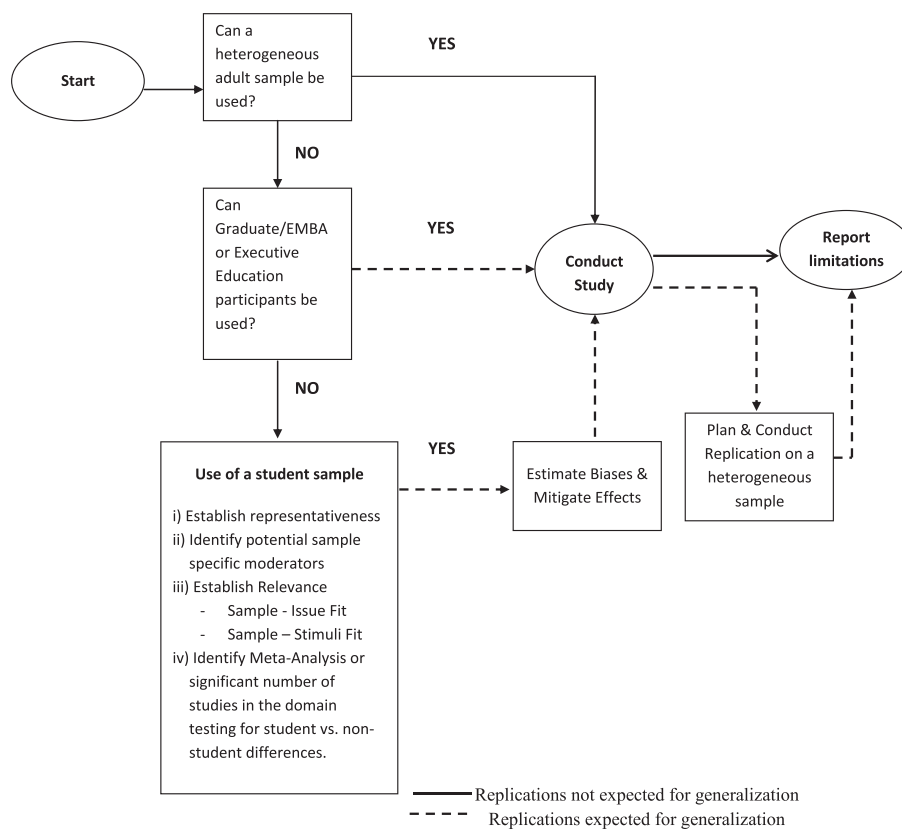 Start
Can a
heterogeneous
adult sample be
used?
YES
NO
Can
Graduate/EMBA
or Executive
Education
participants be
used?
YES
Conduct
Study
Report
limitations
NO
Use of a student sample
i) Establish representativeness
ii) Identify potential sample
specific moderators
iii) Establish Relevance
- Sample - Issue Fit
- Sample – Stimuli Fit
iv) Identify Meta-Analysis or
significant number of
studies in the domain
testing for student vs. non-
student differences.
YES
Estimate Biases &
Mitigate Effects
Plan & Conduct
Replication on a
heterogeneous
sample
Replications not expected for generalization
Replications expected for generalization